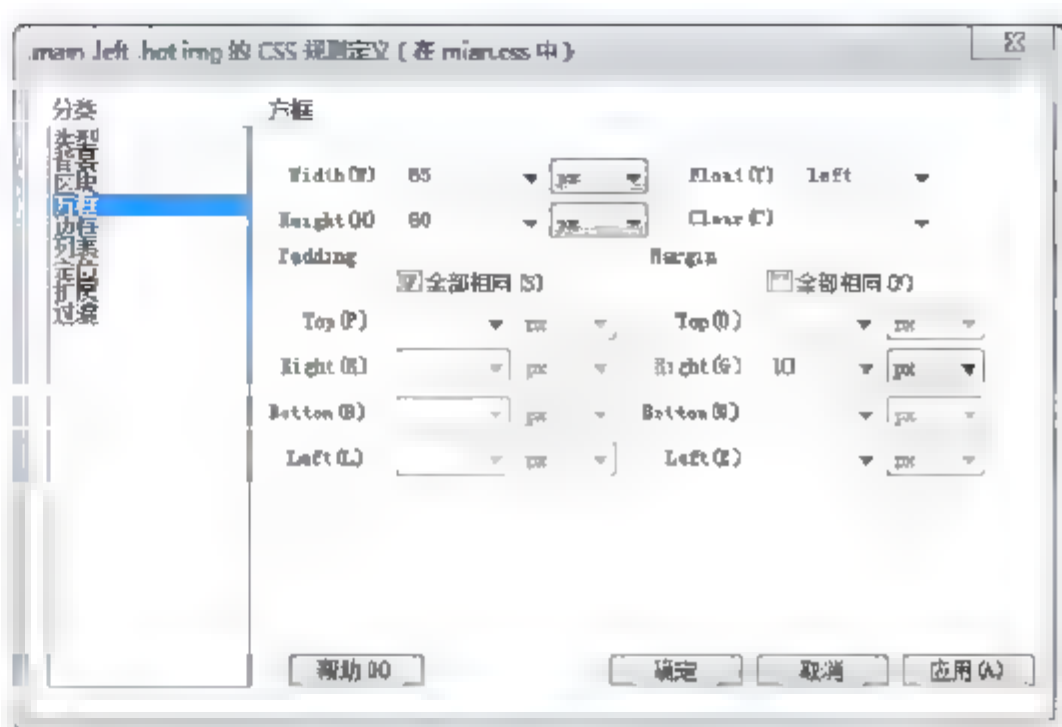 .main .left .hot img 的 CSS 规则定义 ( 在 mian.css 中 )
分类 方框
类型
背景
区块
方框
边框
列表
定位
扩展
过滤
Width(W) px Float(T) left
Height(H) 60 px Clear(C)
Padding Margin
全部相同(S) 全部相同(F)
Top(P) px Top(O) px
Right(R) px Right(G) 10 px
Bottom(B) px Bottom(M) px
Left(L) px Left(E) px
帮助(H) 确定 取消 应用(A)